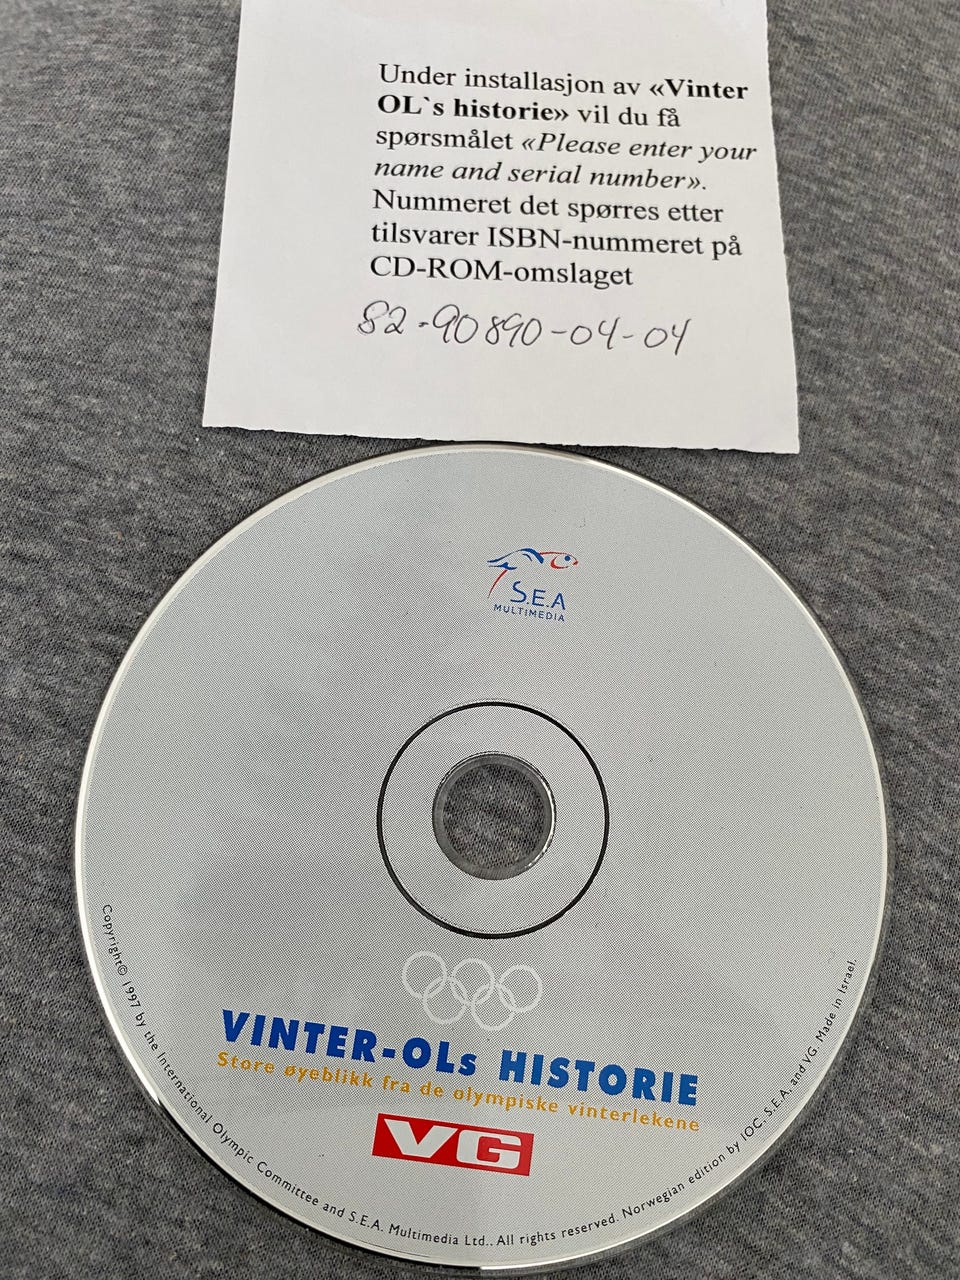 Under installasjon av «Vinter
OL`s historie» vil du få
spørsmålet «Please enter your
name and serial number».
Nummeret det spørres etter
tilsvarer ISBN-nummeret på
CD-ROM-omslaget
82-90890-04-04
S.E.A
MULTIMEDIA
VINTER-OLs HISTORIE
Store øyeblikk fra de olympiske vinterlekene
VG
Copyright© 1997 by the International Olympic Committee and S.E.A. Multimedia Ltd.. All rights reserved. Norwegian edition by IOC, S.E.A. and VG. Made in Israel.